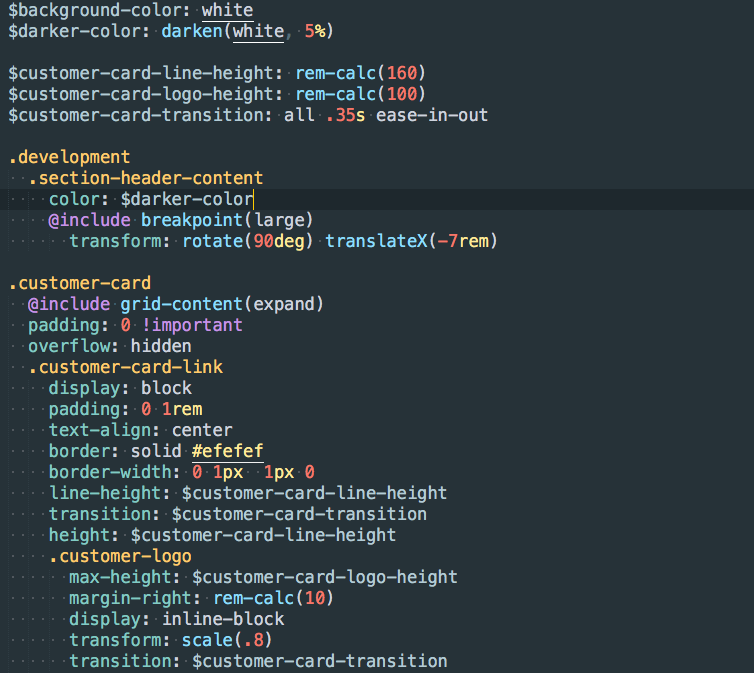 $background-color: white
$darker-color: darken(white, 5%)

$customer-card-line-height: rem-calc(160)
$customer-card-logo-height: rem-calc(100)
$customer-card-transition: all .35s ease-in-out

.development
  .section-header-content
    color: $darker-color
    @include breakpoint(large)
      transform: rotate(90deg) translateX(-7rem)

.customer-card
  @include grid-content(expand)
  padding: 0 !important
  overflow: hidden
  .customer-card-link
    display: block
    padding: 0 1rem
    text-align: center
    border: solid #efefef
    border-width: 0 1px  1px 0
    line-height: $customer-card-line-height
    transition: $customer-card-transition
    height: $customer-card-line-height
    .customer-logo
      max-height: $customer-card-logo-height
      margin-right: rem-calc(10)
      display: inline-block
      transform: scale(.8)
      transition: $customer-card-transition